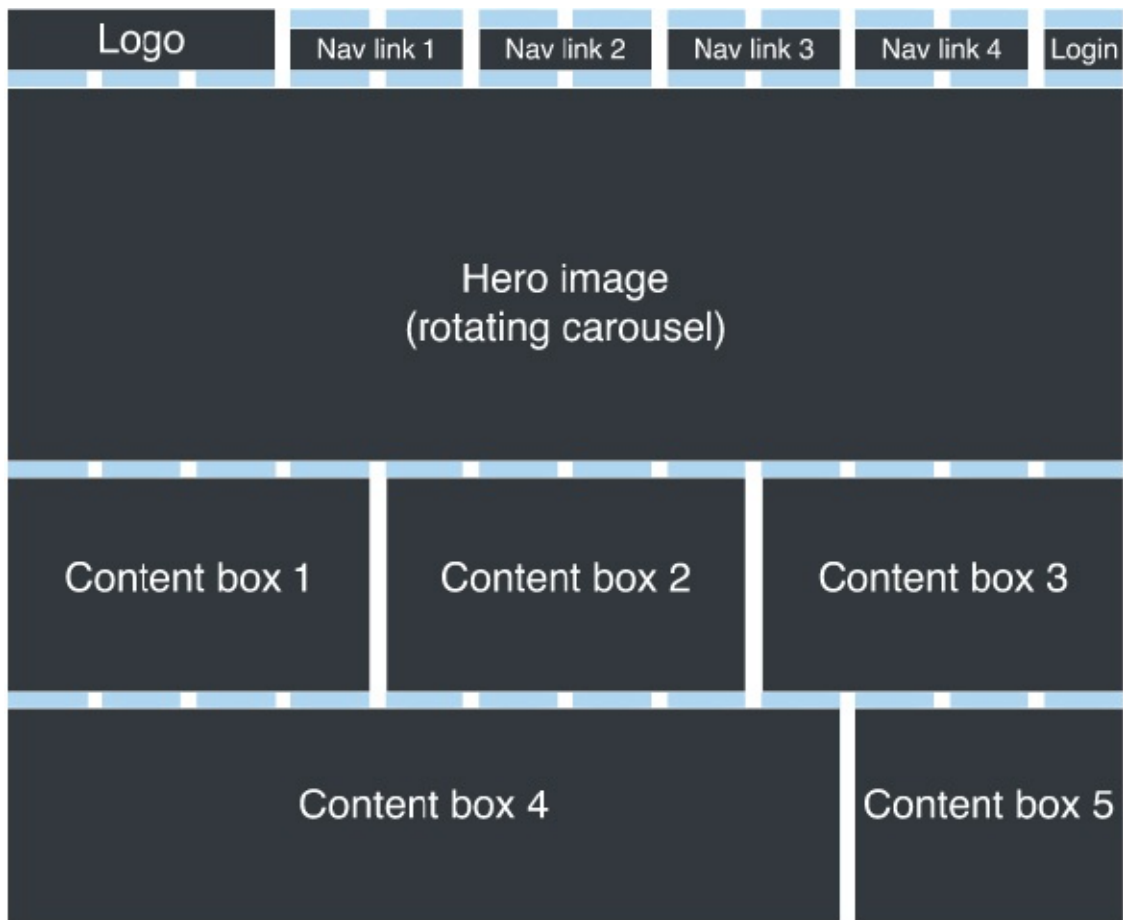 Logo
Nav link 1
Nav link 2
Nav link 3
Nav link 4
Login
Hero image
(rotating carousel)
Content box 1
Content box 2
Content box 3
Content box 4
Content box 5